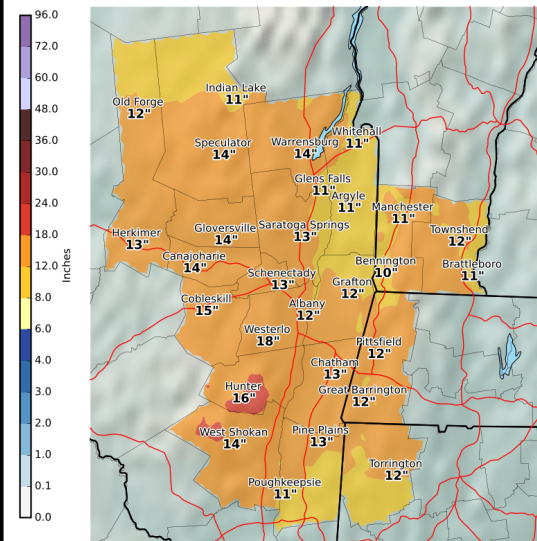 96.0
72.0
60.0
48.0
36.0
30.0
24.0
18.0
12.0
8.0
6.0
4.0
3.0
2.0
1.0
0.1
0.0
Inches
Indian Lake
11"
Old Forge
12"
Whitehall
11"
Speculator
14"
Warrensburg
14"
Glens Falls
11"
Argyle
11"
Manchester
11"
Herkimer
13"
Gloversville
14"
Saratoga Springs
13"
Townshend
12"
Canajoharie
14"
Bennington
10"
Brattleboro
11"
Schenectady
13"
Grafton
12"
Cobleskill
15"
Albany
12"
Westerlo
18"
Pittsfield
12"
Chatham
13"
Hunter
16"
Great Barrington
12"
West Shokan
14"
Pine Plains
13"
Torrington
12"
Poughkeepsie
11"